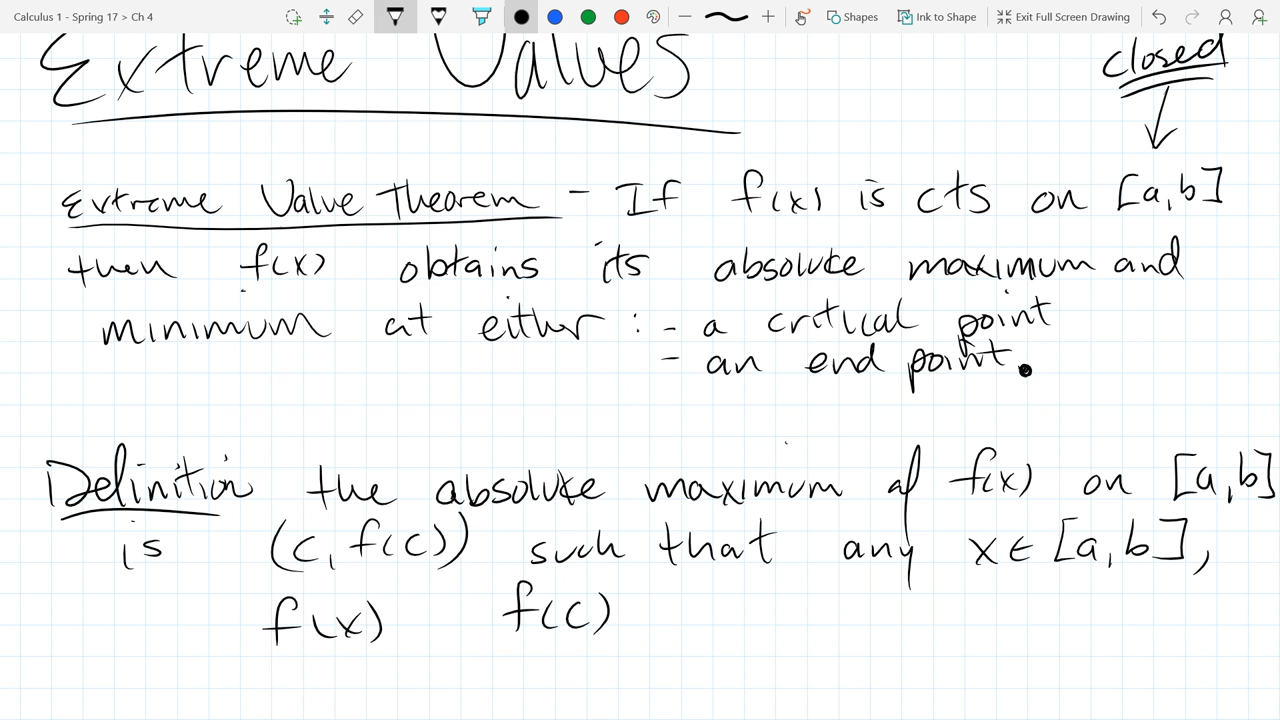 Calculus 1 - Spring 17 > Ch 4
Shapes
Ink to Shape
Exit Full Screen Drawing
Extreme Values
closed
Extreme Value Theorem - If f(x) is cts on [a,b]
then f(x) obtains its absolute maximum and
minimum at either : - a critical point
- an end point.
Definition the absolute maximum of f(x) on [a,b]
is (c, f(c)) such that any x ∈ [a,b],
f(x) f(c)